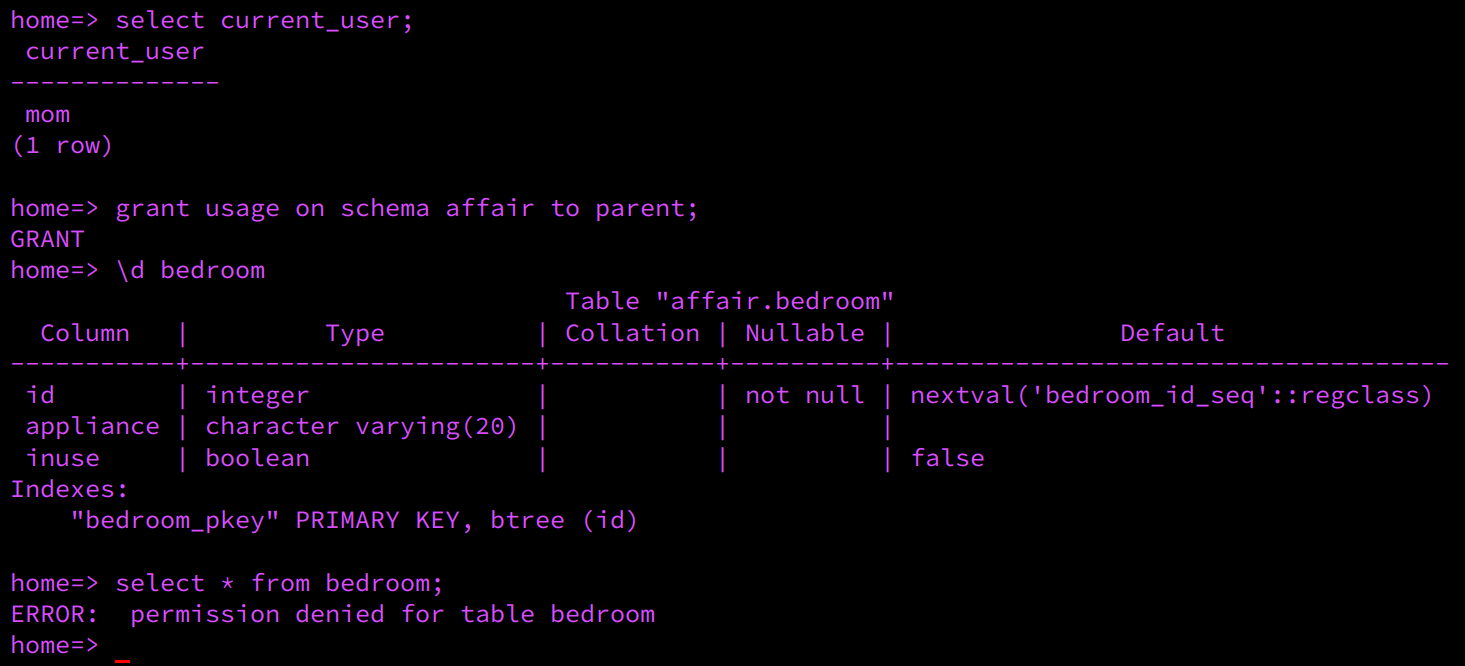 home=> select current_user;
 current_user
--------------
 mom
(1 row)

home=> grant usage on schema affair to parent;
GRANT
home=> \d bedroom
                                     Table "affair.bedroom"
  Column   |         Type          | Collation | Nullable |               Default
-----------+-----------------------+-----------+----------+-------------------------------------
 id        | integer               |           | not null | nextval('bedroom_id_seq'::regclass)
 appliance | character varying(20) |           |          |
 inuse     | boolean               |           |          | false
Indexes:
    "bedroom_pkey" PRIMARY KEY, btree (id)

home=> select * from bedroom;
ERROR:  permission denied for table bedroom
home=>